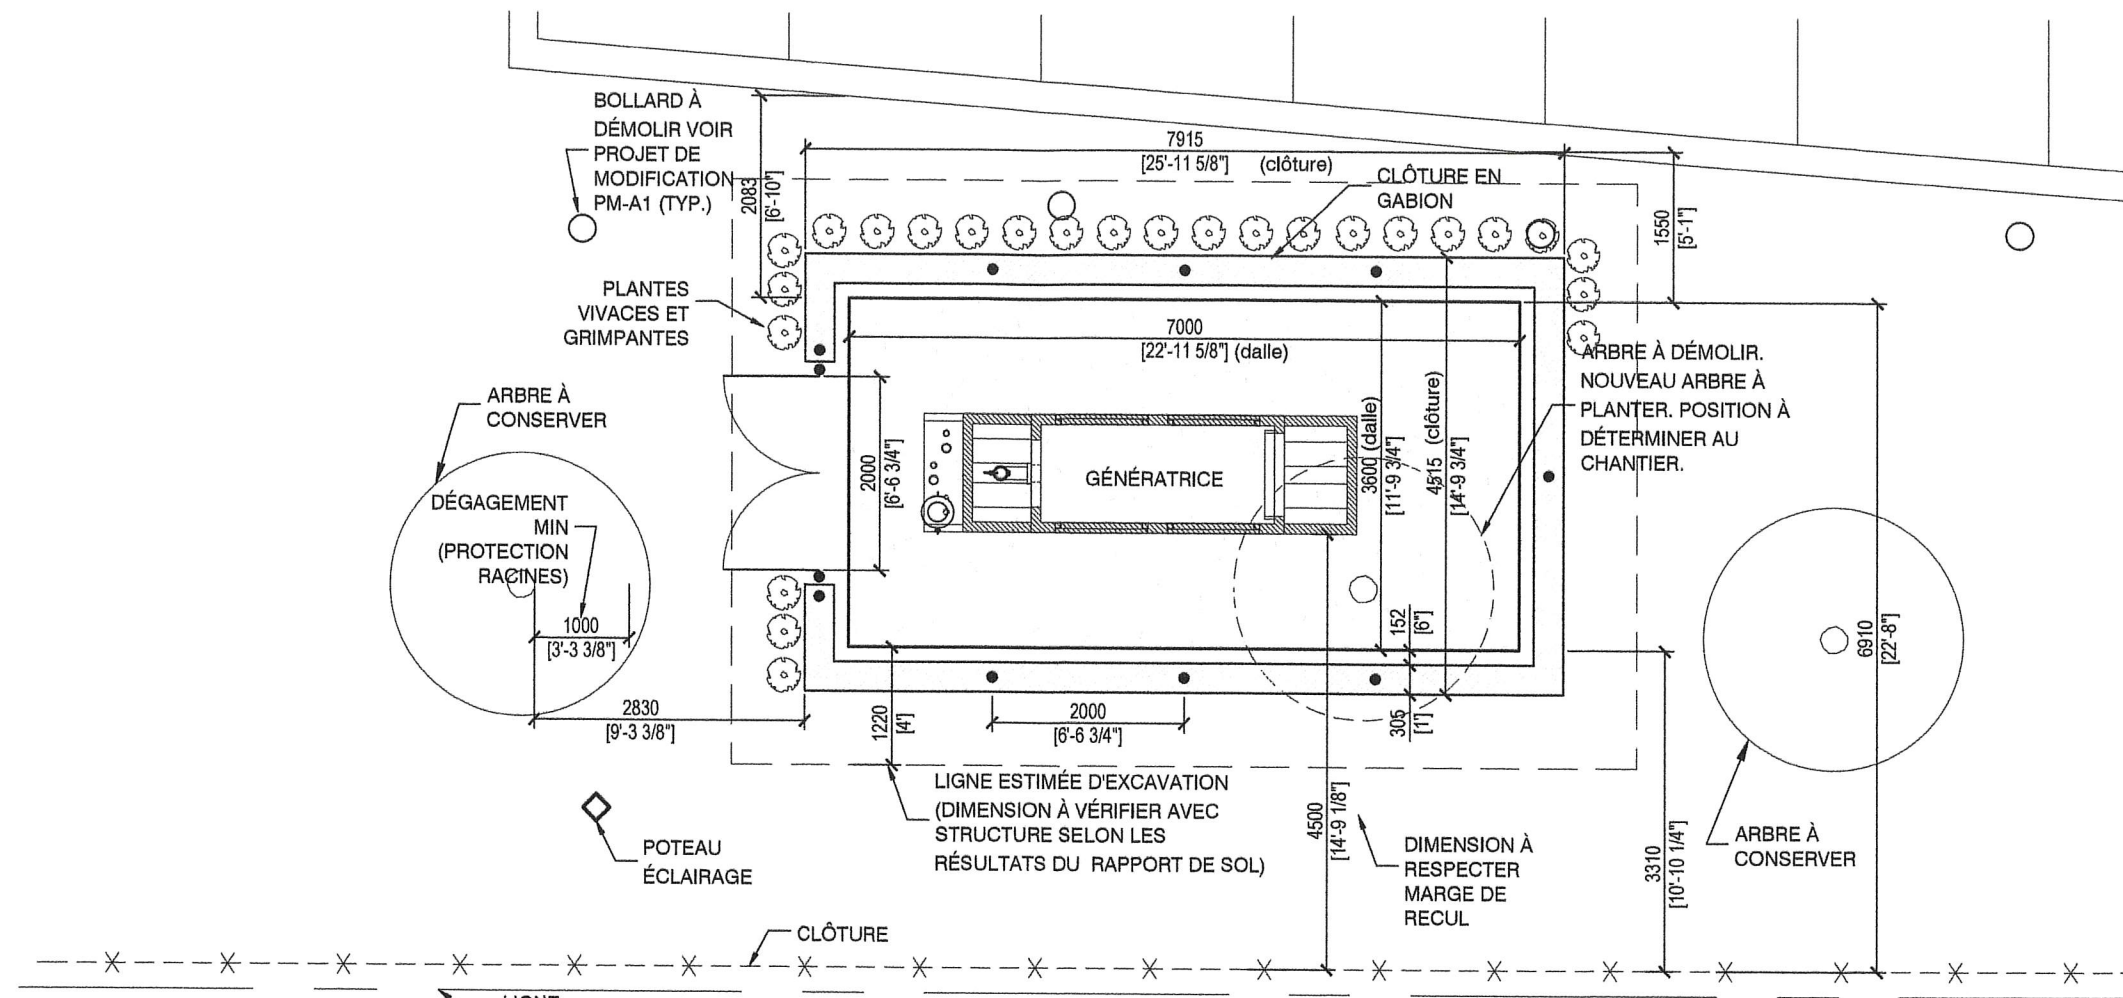 BOLLARD À
DÉMOLIR VOIR
PROJET DE
MODIFICATION
PM-A1 (TYP.)
2083
[6'-10"]
7915
[25'-11 5/8"] (clôture)
CLÔTURE EN
GABION
1550
[5'-1"]
PLANTES
VIVACES ET
GRIMPANTES
7000
[22'-11 5/8"] (dalle)
ARBRE À DÉMOLIR.
NOUVEAU ARBRE À
PLANTER. POSITION À
DÉTERMINER AU
CHANTIER.
ARBRE À
CONSERVER
2000
[6'-6 3/4"]
GÉNÉRATRICE
3600 (dalle)
[11'-9 3/4"]
4515 (clôture)
[14'-9 3/4"]
DÉGAGEMENT
MIN
(PROTECTION
RACINES)
1000
[3'-3 3/8"]
152
[6"]
6910
[22'-8"]
2830
[9'-3 3/8"]
1220
[4']
2000
[6'-6 3/4"]
305
[1']
LIGNE ESTIMÉE D'EXCAVATION
(DIMENSION À VÉRIFIER AVEC
STRUCTURE SELON LES
RÉSULTATS DU RAPPORT DE SOL)
4500
[14'-9 1/8"]
DIMENSION À
RESPECTER
MARGE DE
RECUL
3310
[10'-10 1/4"]
ARBRE À
CONSERVER
POTEAU
ÉCLAIRAGE
CLÔTURE
LIGNE